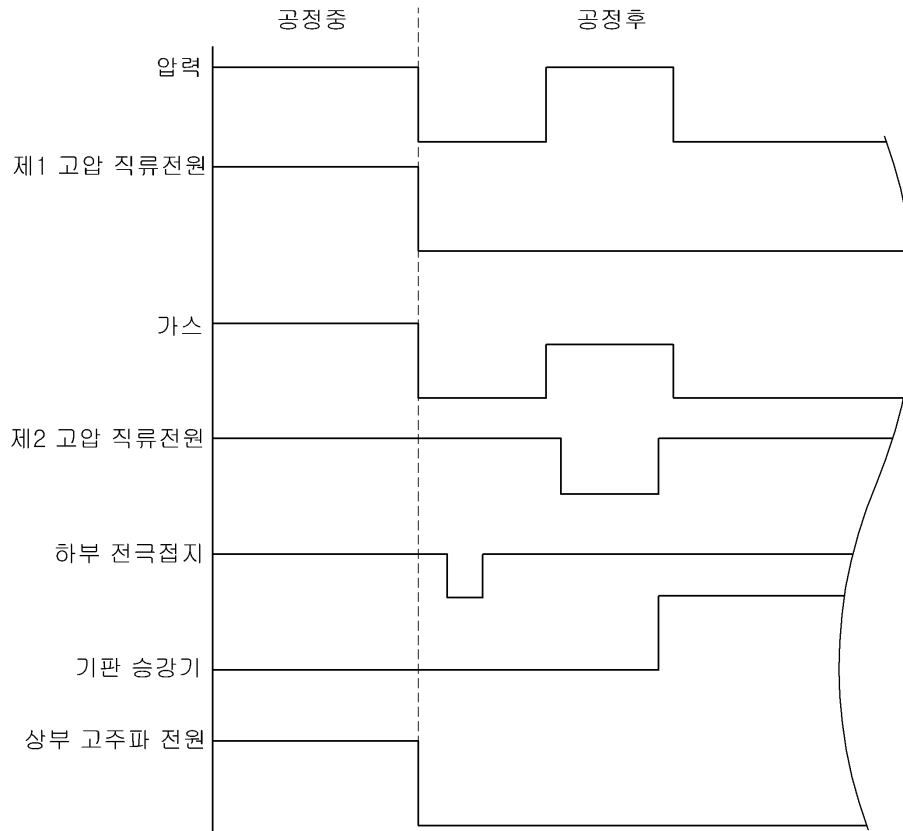 공정중
공정후
압력
제1 고압 직류전원
가스
제2 고압 직류전원
하부 전극접지
기판 승강기
상부 고주파 전원